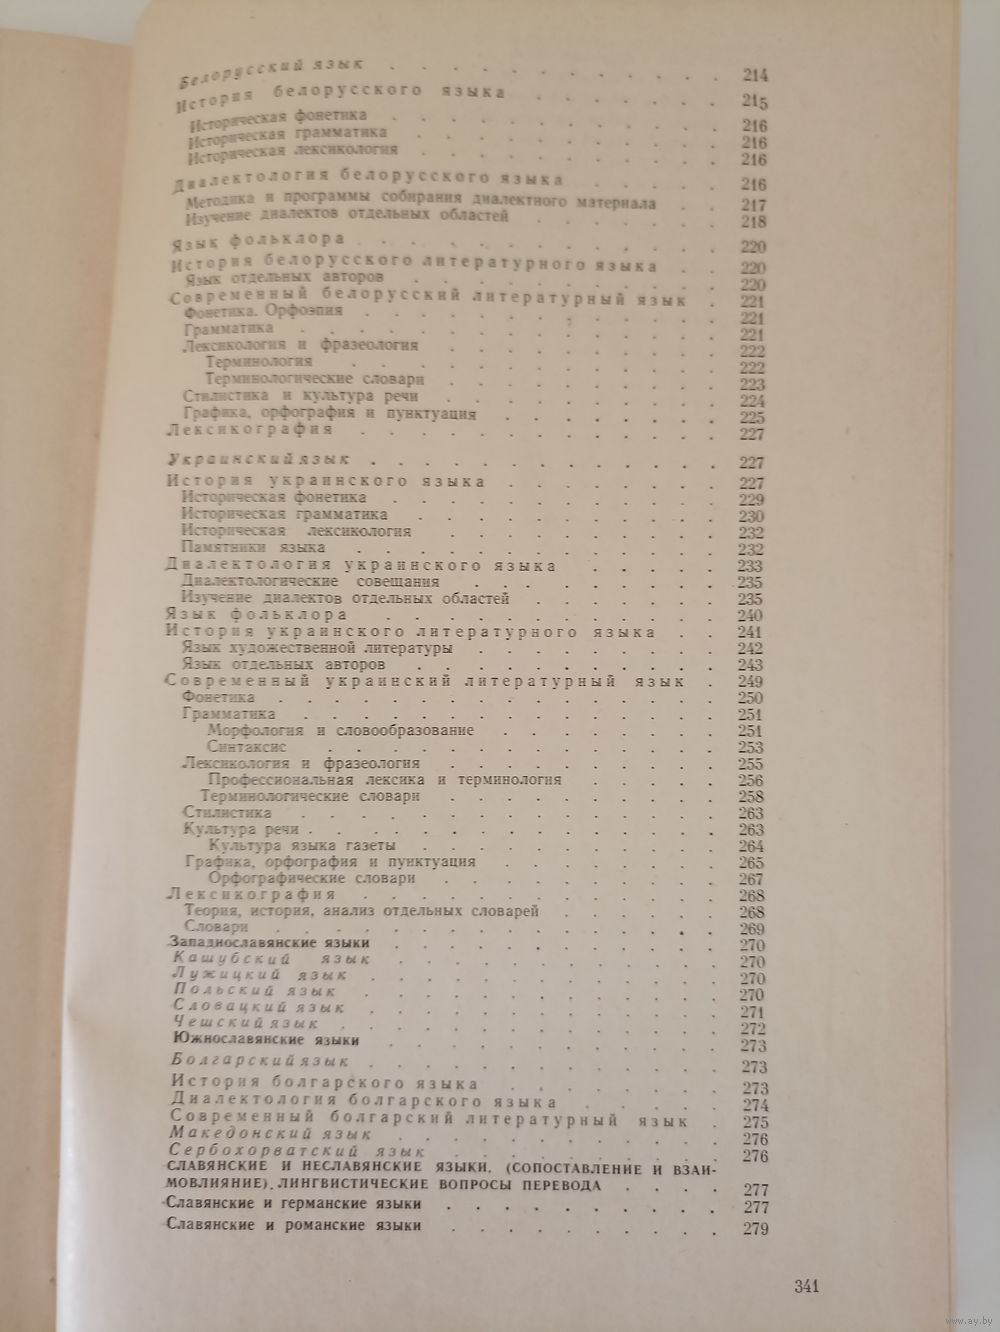 Белорусский язык . . . . . . . . . . . 214
История белорусского языка . . . . . . . 215
Историческая фонетика . . . . . . . . . . . 216
Историческая грамматика . . . . . . . . . . 216
Историческая лексикология . . . . . . . . . . 216
Диалектология белорусского языка . . . . . 216
Методика и программы собирания диалектного материала . . 217
Изучение диалектов отдельных областей . . . . . . 218
Язык фольклора . . . . . . . . . . . 220
История белорусского литературного языка . . 220
Язык отдельных авторов . . . . . . . . . . 220
Современный белорусский литературный язык . 221
Фонетика. Орфоэпия . . . . . . . . . . . . 221
Грамматика . . . . . . . . . . . . . . 221
Лексикология и фразеология . . . . . . . . . 222
Терминология . . . . . . . . . . . . . 222
Терминологические словари . . . . . . . . . 223
Стилистика и культура речи . . . . . . . . . 224
Графика, орфография и пунктуация . . . . . . . 225
Лексикография . . . . . . . . . . . . 227
Украинский язык . . . . . . . . . . . . 227
История украинского языка . . . . . . . 227
Историческая фонетика . . . . . . . . . . . 229
Историческая грамматика . . . . . . . . . . 230
Историческая лексикология . . . . . . . . . 232
Памятники языка . . . . . . . . . . . . 232
Диалектология украинского языка . . . . . 233
Диалектологические совещания . . . . . . . . 235
Изучение диалектов отдельных областей . . . . . . 235
Язык фольклора . . . . . . . . . . . 240
История украинского литературного языка . . 241
Язык художественной литературы . . . . . . . . 242
Язык отдельных авторов . . . . . . . . . . 243
Современный украинский литературный язык . 249
Фонетика . . . . . . . . . . . . . . . 250
Грамматика . . . . . . . . . . . . . . 251
Морфология и словообразование . . . . . . . 251
Синтаксис . . . . . . . . . . . . . 253
Лексикология и фразеология . . . . . . . . . 255
Профессиональная лексика и терминология . . . . . 256
Терминологические словари . . . . . . . . . 258
Стилистика . . . . . . . . . . . . . . 263
Культура речи . . . . . . . . . . . . . 263
Культура языка газеты . . . . . . . . . . 264
Графика, орфография и пунктуация . . . . . . . 265
Орфографические словари . . . . . . . . . 267
Лексикография . . . . . . . . . . . . 268
Теория, история, анализ отдельных словарей . . . . . 268
Словари . . . . . . . . . . . . . . . 269
Западнославянские языки . . . . . . . . . . . 270
Кашубский язык . . . . . . . . . . . 270
Лужицкий язык . . . . . . . . . . . . 270
Польский язык . . . . . . . . . . . . 270
Словацкий язык . . . . . . . . . . . . 271
Чешский язык . . . . . . . . . . . . . 272
Южнославянские языки . . . . . . . . . . . 273
Болгарский язык . . . . . . . . . . . . 273
История болгарского языка . . . . . . . 273
Диалектология болгарского языка . . . . . 274
Современный болгарский литературный язык . 275
Македонский язык . . . . . . . . . . . 276
Сербохорватский язык . . . . . . . . . . 276
СЛАВЯНСКИЕ И НЕСЛАВЯНСКИЕ ЯЗЫКИ. (СОПОСТАВЛЕНИЕ И ВЗАИ-
МОВЛИЯНИЕ). ЛИНГВИСТИЧЕСКИЕ ВОПРОСЫ ПЕРЕВОДА . . . . 277
Славянские и германские языки . . . . . . . . . 277
Славянские и романские языки . . . . . . . . . 279
341
www.ay.by